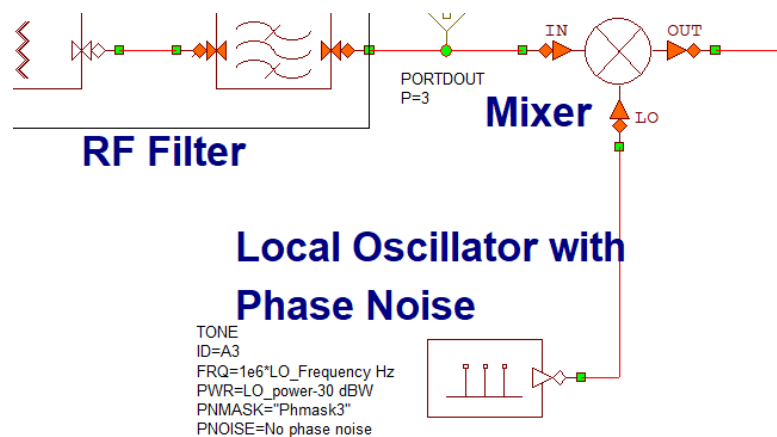 IN
OUT
PORTDOUT
P=3
Mixer
LO
RF Filter
Local Oscillator with
Phase Noise
TONE
ID=A3
FRQ=1e6*LO_Frequency Hz
PWR=LO_power-30 dBW
PNMASK="Phmask3"
PNOISE=No phase noise